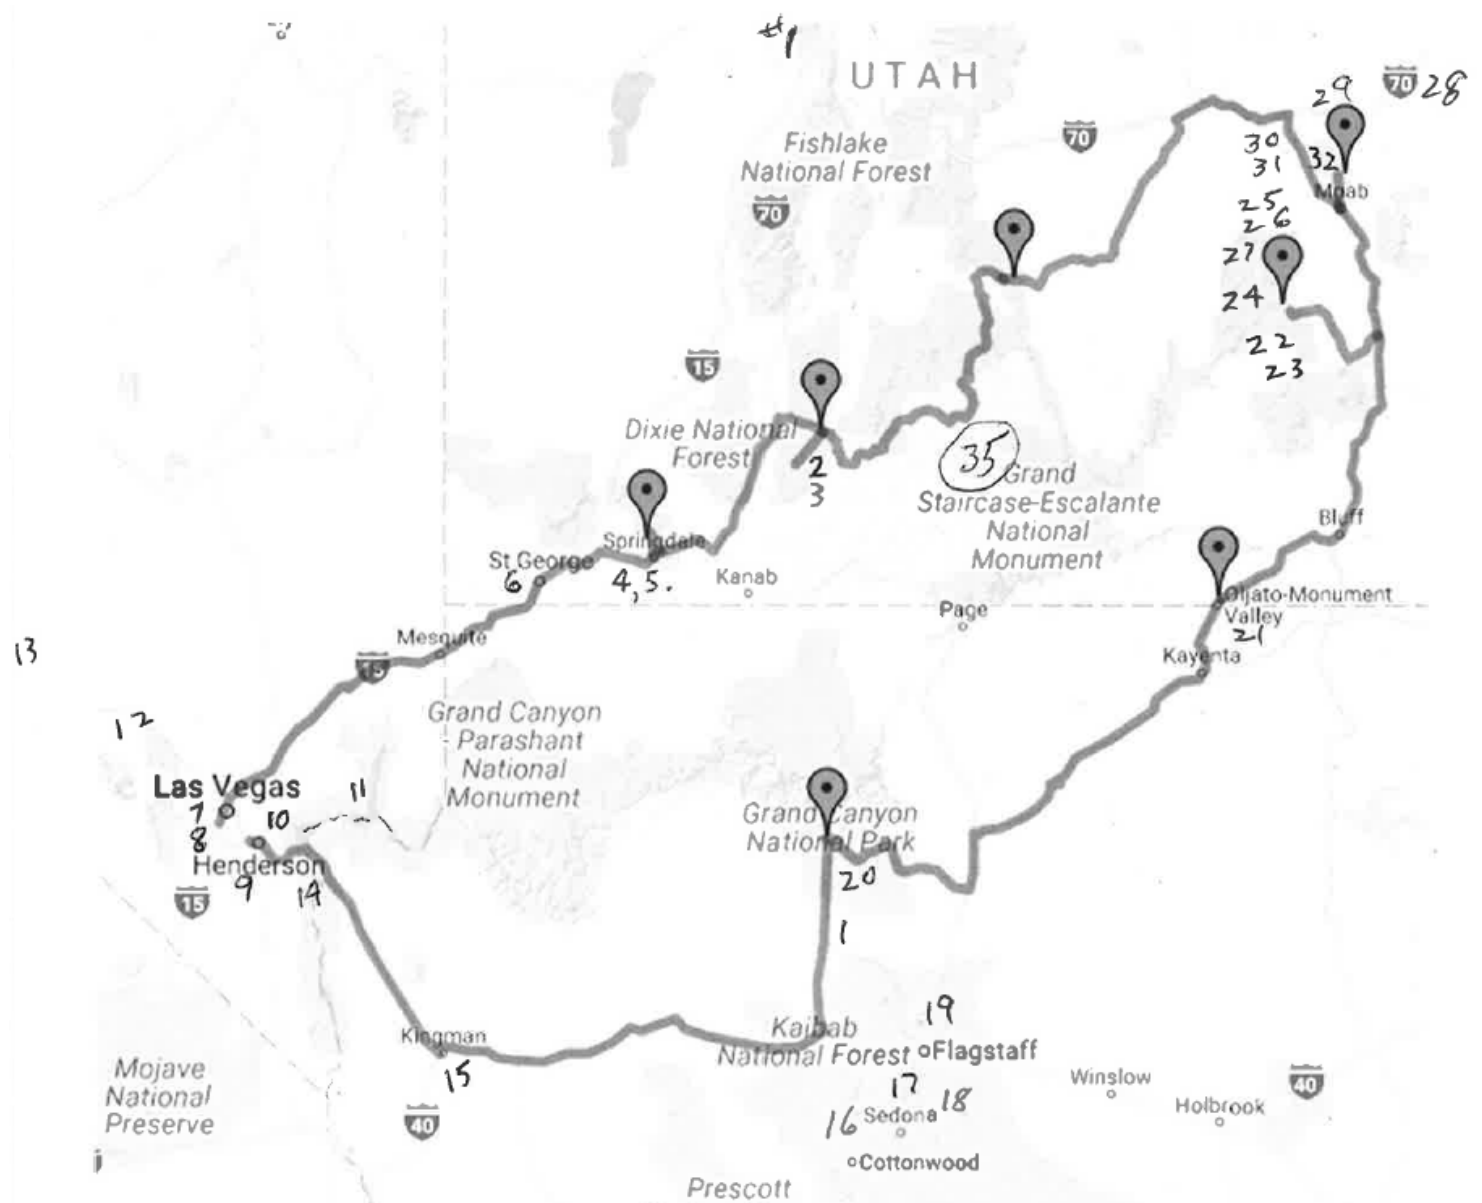 #1
UTAH
29
70 28
Fishlake
National Forest
70
30
31
32
Moab
70
25
26
27
24
22
23
15
Dixie National
Forest
2
3
35
Grand
Staircase-Escalante
National
Monument
Bluff
Springdale
St George
6
4, 5.
Kanab
Page
Oljato-Monument
Valley
21
Kayenta
Mesquite
13
15
12
Grand Canyon
Parashant
National
Monument
Las Vegas
7
8
10
11
Henderson
9
14
15
Grand Canyon
National Park
20
1
Kingman
15
Kaibab
National Forest
19
Flagstaff
17
16 Sedona 18
Cottonwood
Winslow
Holbrook
40
Mojave
National
Preserve
40
Prescott